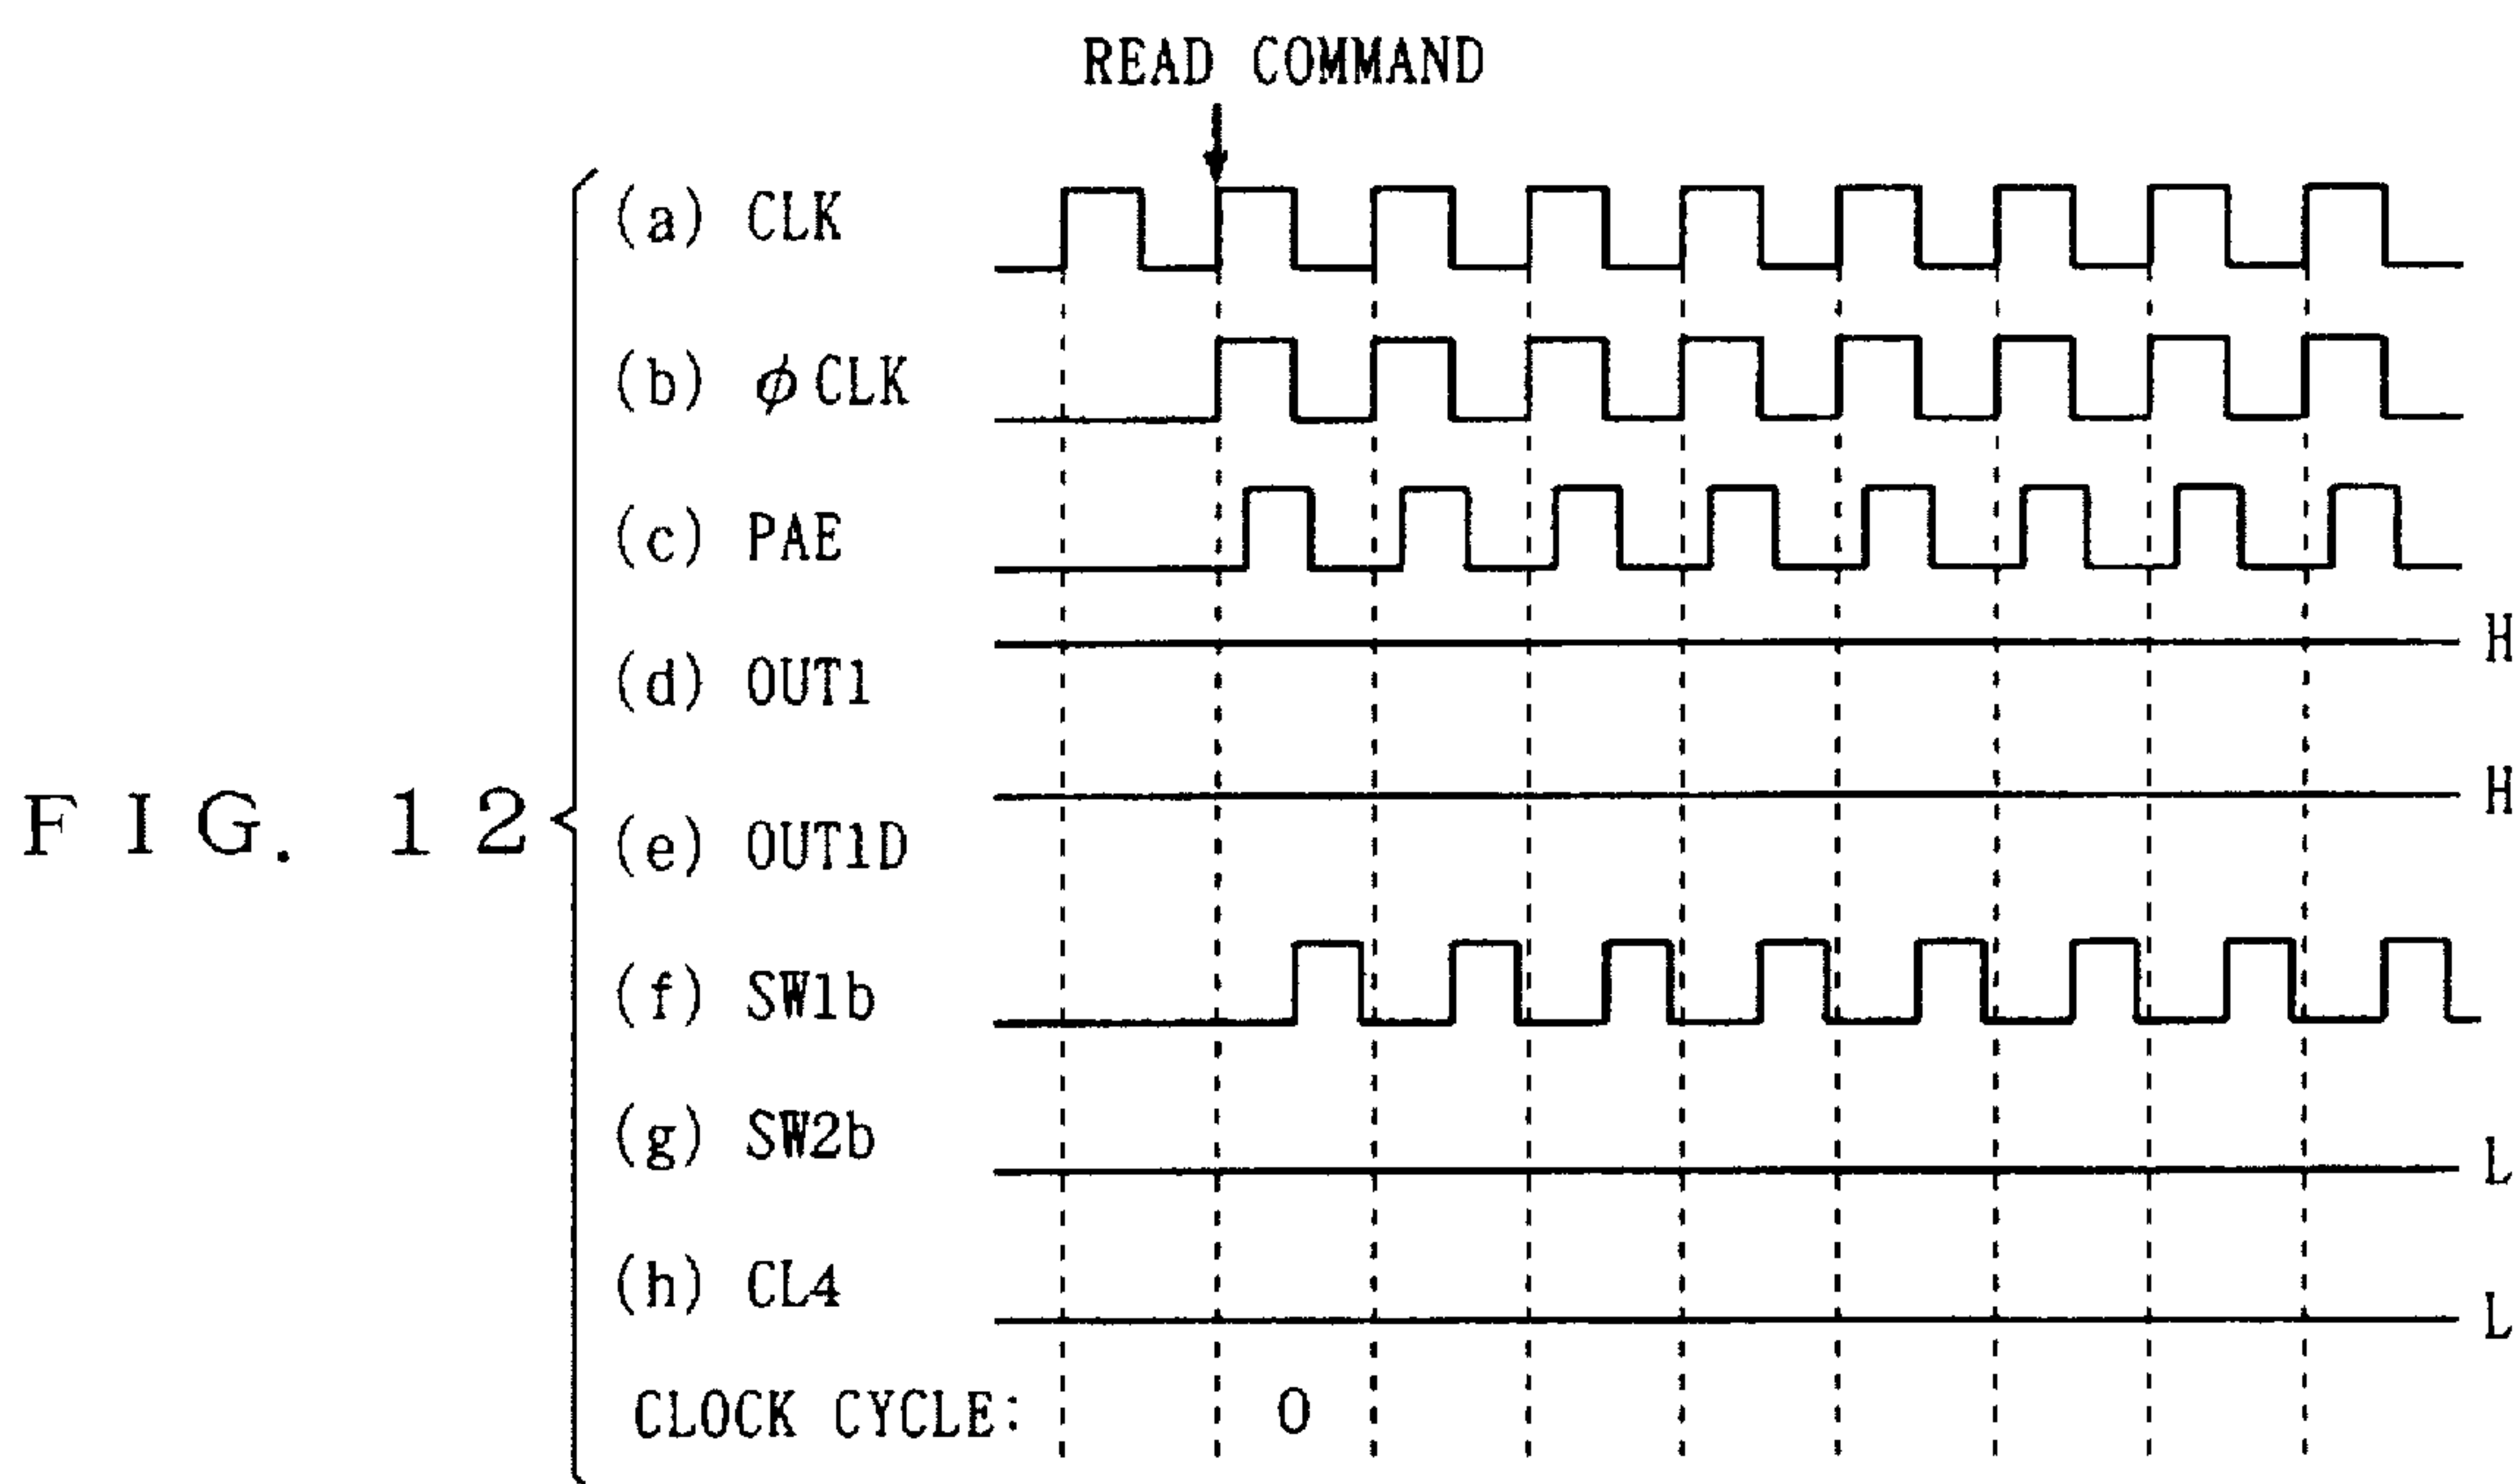 READ COMMAND
(a) CLK
(b) ϕCLK
(c) PAE
H
(d) OUT1
H
FIG. 12
(e) OUT1D
(f) SW1b
(g) SW2b
L
(h) CL4
L
CLOCK CYCLE: 0